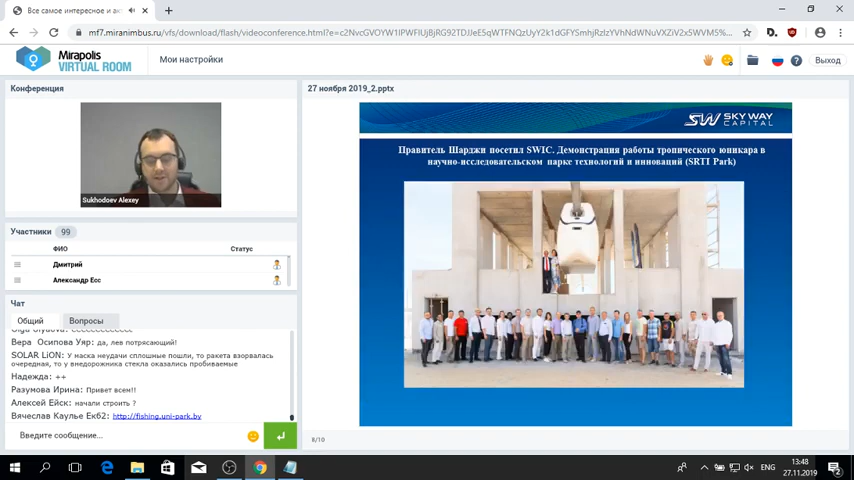 Все самое интересное и ак
mf7.miranimbus.ru/vfs/download/flash/videoconference.html?e=
Mirapolis
VIRTUAL ROOM
Мои настройки
Выход
Конференция
Sukhodoev Alexey
Участники 99
ФИО Статус
Дмитрий
Александр Есс
Чат
Общий Вопросы
Вера Осипова Уяр: да, лев потрясающий!
SOLAR LiON: У маска неудачи сплошные пошли, то ракета взорвалась
очередная, то у внедорожника стекла оказались пробиваемые
Надежда: ++
Разумова Ирина: Привет всем!!
Алексей Ейск: начали строить ?
Вячеслав Каулье Екб2: http://fishing.uni-park.by
Введите сообщение...
27 ноября 2019_2.pptx
SW SKY WAY
CAPITAL
Правитель Шарджи посетил SWIC. Демонстрация работы тропического юникара в
научно-исследовательском парке технологий и инноваций (SRTI Park)
8/10
ENG
13:48
27.11.2019
2